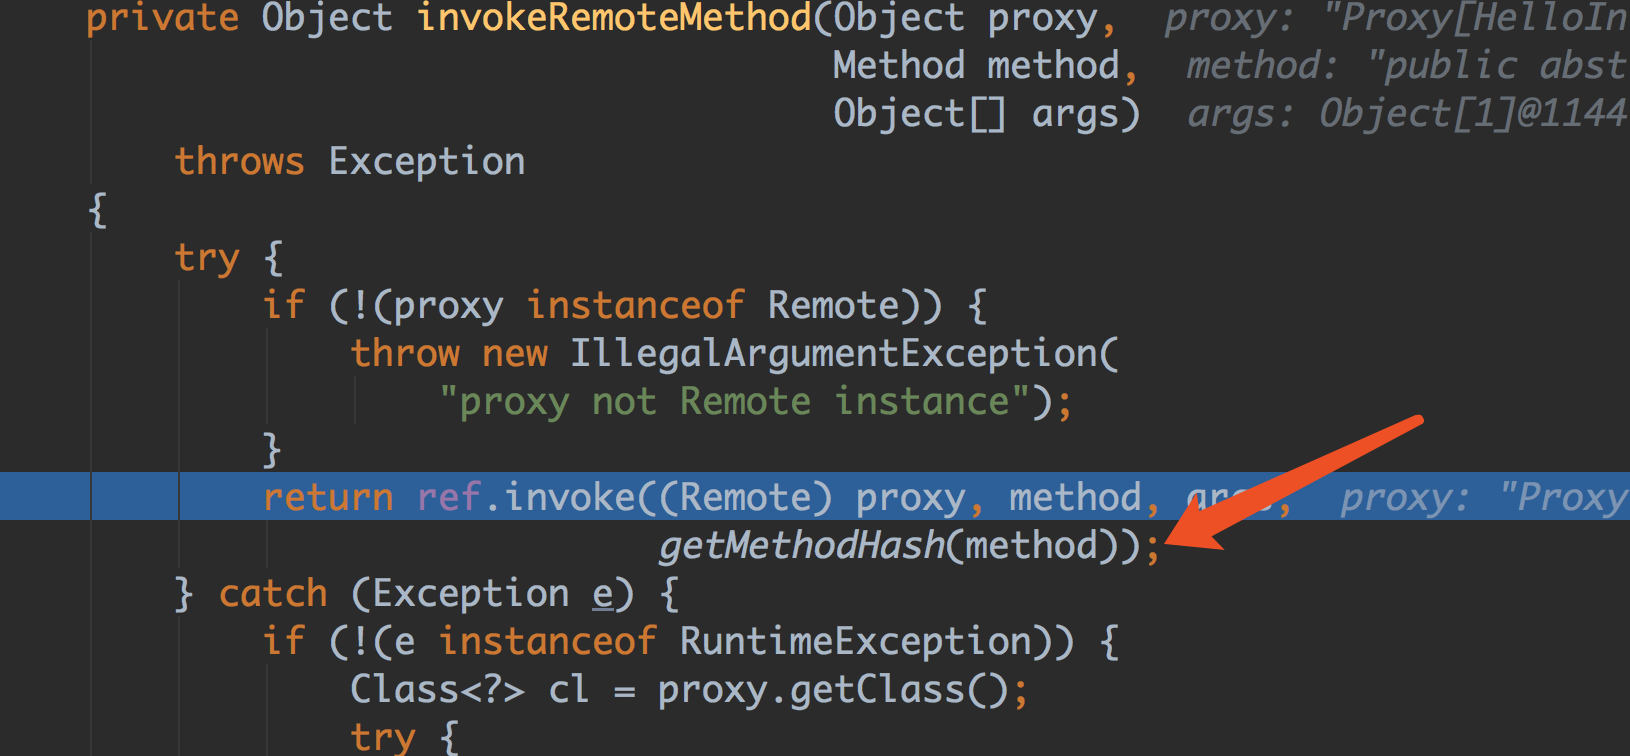 private Object invokeRemoteMethod(Object proxy, proxy: "Proxy[HelloIn
Method method, method: "public abst
Object[] args) args: Object[1]@1144
throws Exception
{
try {
if (!(proxy instanceof Remote)) {
throw new IllegalArgumentException(
"proxy not Remote instance");
}
return ref.invoke((Remote) proxy, method, args, proxy: "Proxy
getMethodHash(method));
} catch (Exception e) {
if (!(e instanceof RuntimeException)) {
Class<?> cl = proxy.getClass();
try {